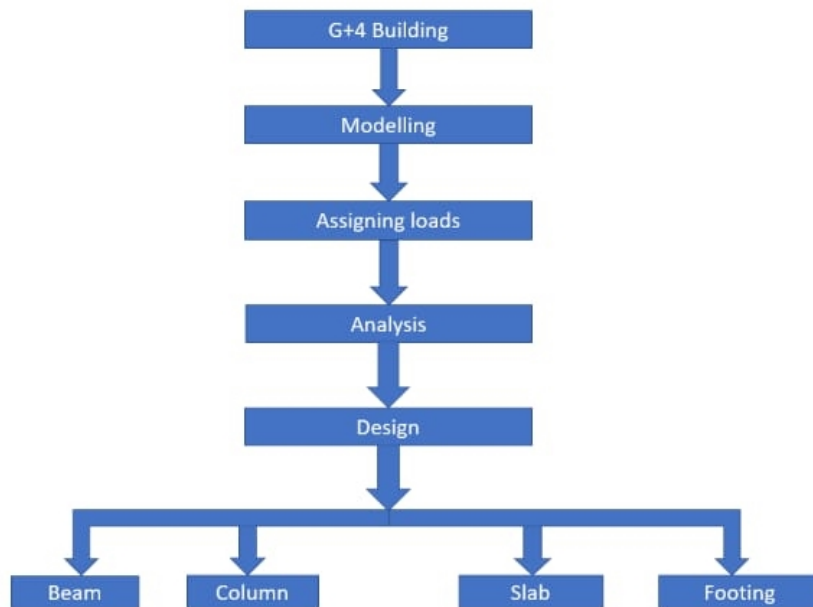 G+4 Building
Modelling
Assigning loads
Analysis
Design
Beam
Column
Slab
Footing